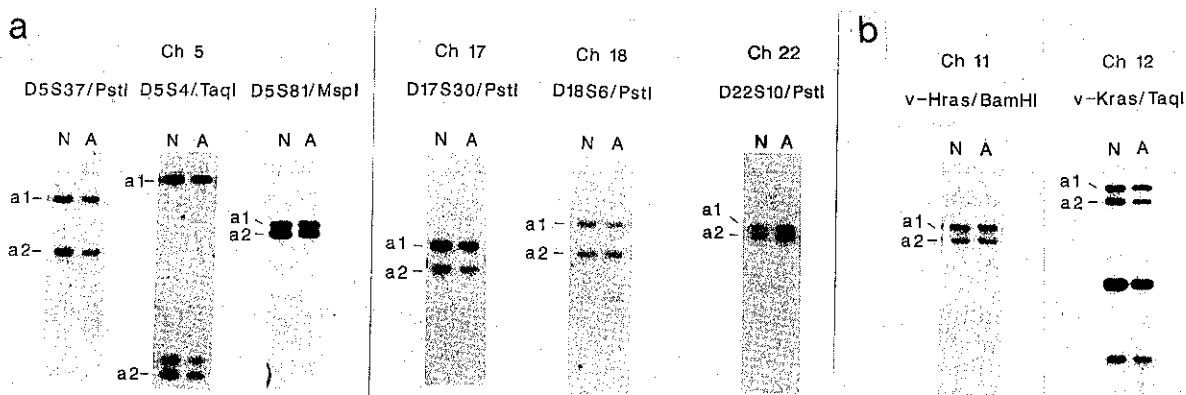 a
Ch 5
D5S37/PstI
D5S4/TaqI
D5S81/MspI
N A
N A
N A
a1
a2
a1
a2
a1
a2
Ch 17
D17S30/PstI
N A
a1
a2
Ch 18
D18S6/PstI
N A
a1
a2
Ch 22
D22S10/PstI
N A
a1
a2
b
Ch 11
v-Hras/BamHI
N A
a1
a2
Ch 12
v-Kras/TaqI
N A
a1
a2